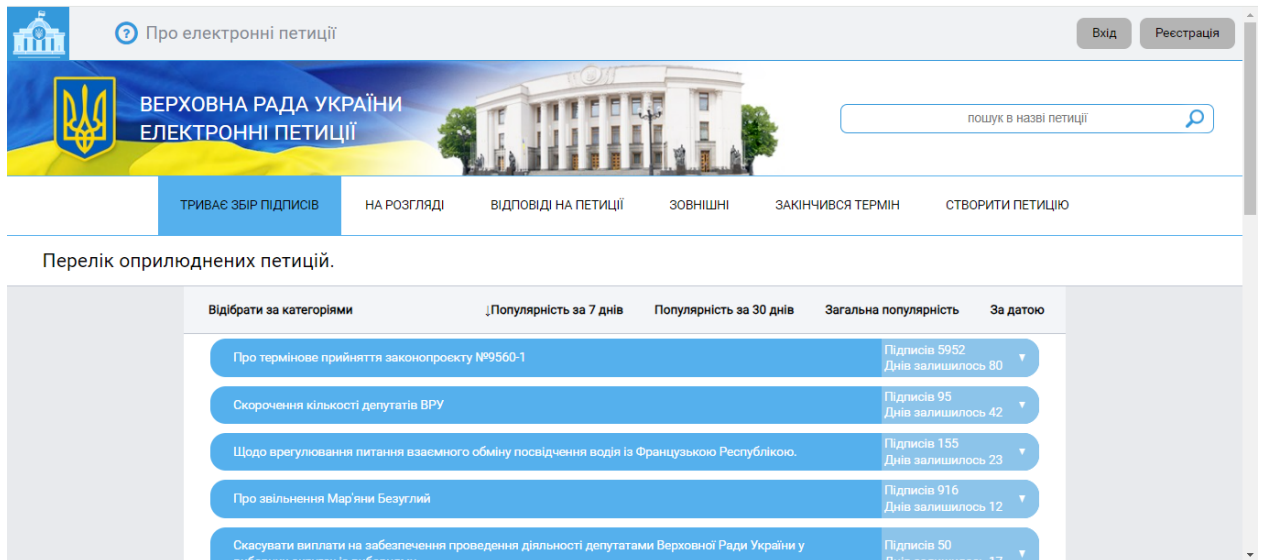 Про електронні петиції
Вхід
Реєстрація
ВЕРХОВНА РАДА УКРАЇНИ
ЕЛЕКТРОННІ ПЕТИЦІЇ
пошук в назві петиції
ТРИВАЄ ЗБІР ПІДПИСІВ
НА РОЗГЛЯДІ
ВІДПОВІДІ НА ПЕТИЦІЇ
ЗОВНІШНІ
ЗАКІНЧИВСЯ ТЕРМІН
СТВОРИТИ ПЕТИЦІЮ
Перелік оприлюднених петицій.
Відібрати за категоріями
↓Популярність за 7 днів
Популярність за 30 днів
Загальна популярність
За датою
Про термінове прийняття законопроєкту №9560-1
Підписів 5952
Днів залишилось 80
Скорочення кількості депутатів ВРУ
Підписів 95
Днів залишилось 42
Щодо врегулювання питання взаємного обміну посвідчення водія із Французькою Республікою.
Підписів 155
Днів залишилось 23
Про звільнення Мар'яни Безуглий
Підписів 916
Днів залишилось 12
Скасувати виплати на забезпечення проведення діяльності депутатами Верховної Ради України у
Підписів 50